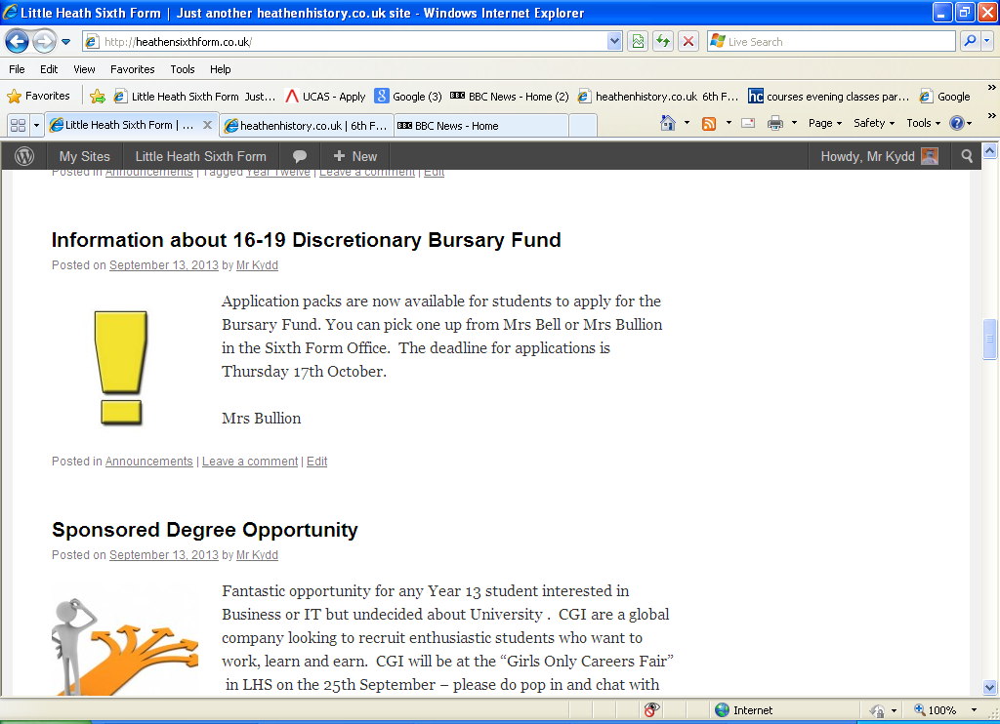 Little Heath Sixth Form | Just another heathenhistory.co.uk site - Windows Internet Explorer
http://heathensixthform.co.uk/
Live Search
File Edit View Favorites Tools Help
Favorites Little Heath Sixth Form Just... UCAS - Apply Google (3) BBC News - Home (2) heathenhistory.co.uk 6th F... courses evening classes par... Google
Little Heath Sixth Form | ... heathenhistory.co.uk | 6th F... BBC News - Home Page Safety Tools
My Sites Little Heath Sixth Form + New Howdy, Mr Kydd
Posted in Announcements | Tagged Year Twelve | Leave a comment | Edit
Information about 16-19 Discretionary Bursary Fund
Posted on September 13, 2013 by Mr Kydd
Application packs are now available for students to apply for the
Bursary Fund. You can pick one up from Mrs Bell or Mrs Bullion
in the Sixth Form Office.  The deadline for applications is
Thursday 17th October.
Mrs Bullion
Posted in Announcements | Leave a comment | Edit
Sponsored Degree Opportunity
Posted on September 13, 2013 by Mr Kydd
Fantastic opportunity for any Year 13 student interested in
Business or IT but undecided about University .  CGI are a global
company looking to recruit enthusiastic students who want to
work, learn and earn.  CGI will be at the “Girls Only Careers Fair”
in LHS on the 25th September – please do pop in and chat with
Internet 100%